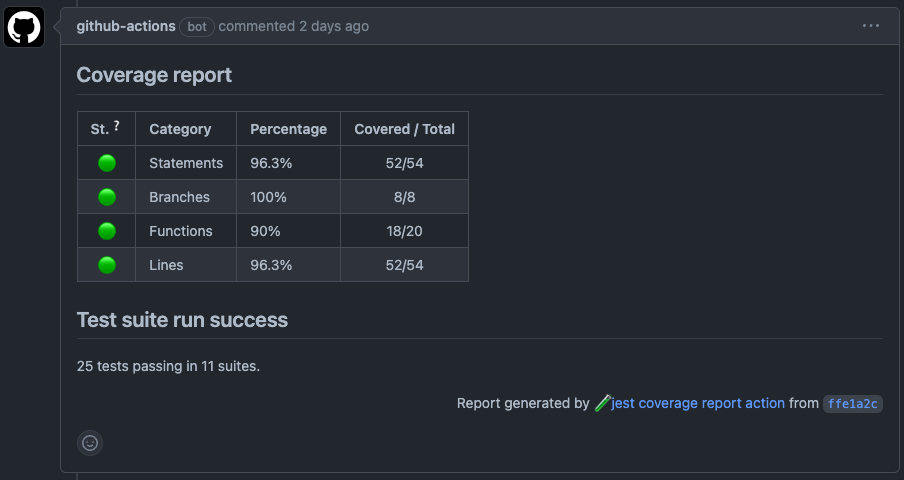 github-actions bot commented 2 days ago
Coverage report
St. ? Category Percentage Covered / Total
Statements 96.3% 52/54
Branches 100% 8/8
Functions 90% 18/20
Lines 96.3% 52/54
Test suite run success
25 tests passing in 11 suites.
Report generated by jest coverage report action from ffe1a2c